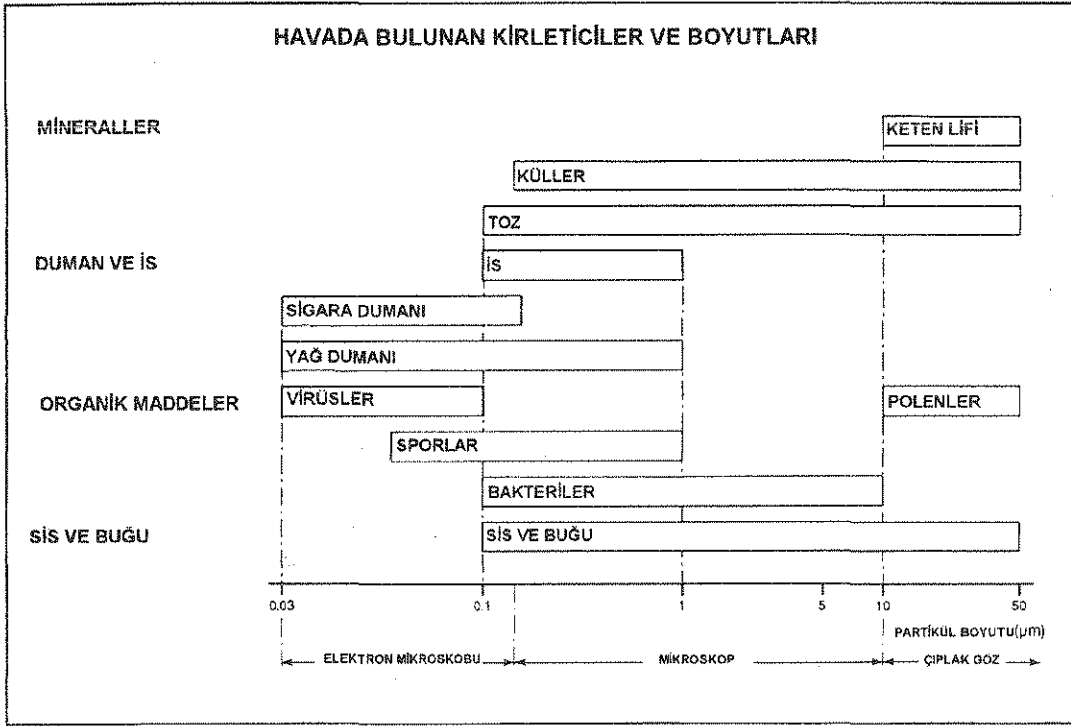 HAVADA BULUNAN KİRLETİCİLER VE BOYUTLARI
MİNERALLER
KETEN LİFİ
KÜLLER
TOZ
DUMAN VE İS
İS
SİGARA DUMANI
YAĞ DUMANI
ORGANİK MADDELER
VİRÜSLER
POLENLER
SPORLAR
BAKTERİLER
SİS VE BUĞU
SİS VE BUĞU
0.03 0.1 1 5 10 50
PARTİKÜL BOYUTU(µm)
ELEKTRON MİKROSKOBU MİKROSKOP ÇIPLAK GÖZ